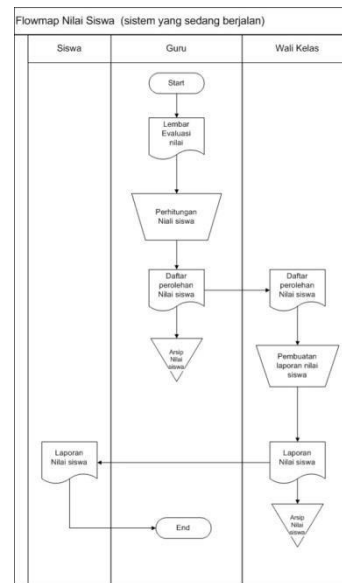 Flowmap Nilai Siswa (sistem yang sedang berjalan)
Siswa
Guru
Wali Kelas
Start
Lembar
Evaluasi
nilai
Perhitungan
Niali siswa
Daftar
perolehan
Nilai siswa
Daftar
perolehan
Nilai siswa
Arsip
Nilai
siswa
Pembuatan
laporan nilai
siswa
Laporan
Nilai siswa
Laporan
Nilai siswa
Arsip
Nilai
siswa
End